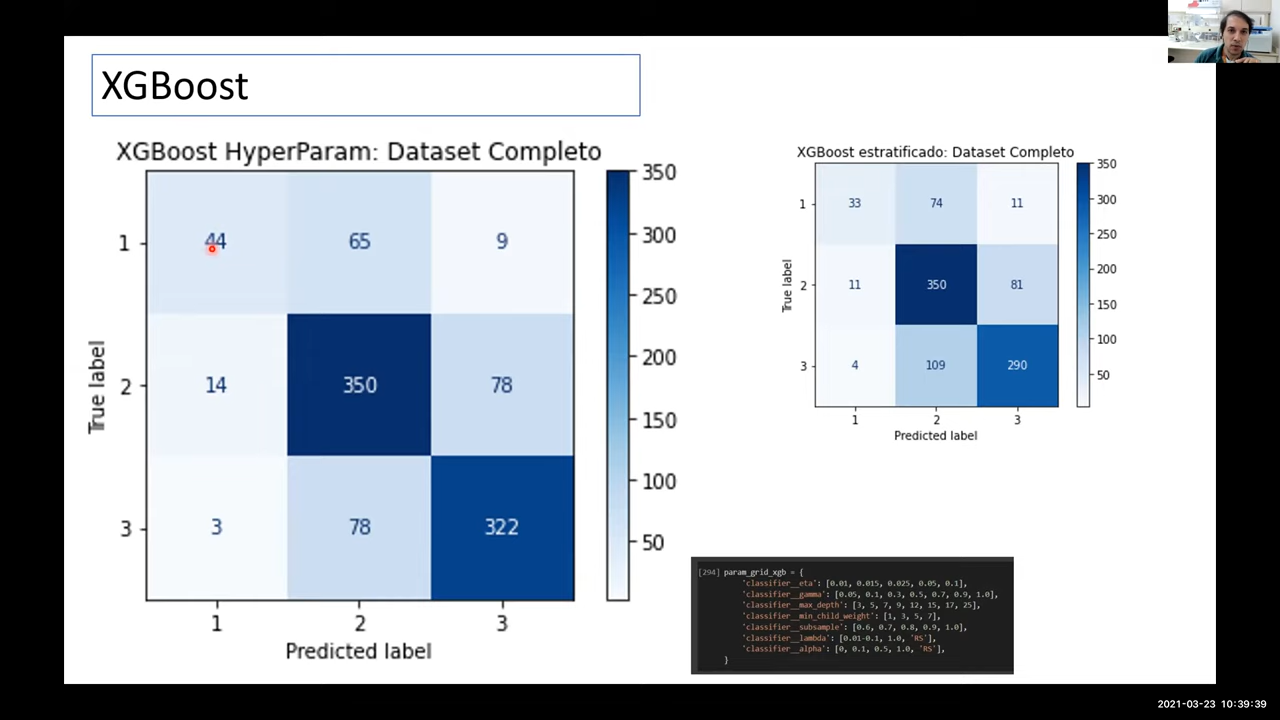 XGBoost
XGBoost HyperParam: Dataset Completo
44 65 9
14 350 78
3 78 322
1
2
3
True label
1 2 3
Predicted label
350
300
250
200
150
100
50
XGBoost estratificado: Dataset Completo
33 74 11
11 350 81
4 109 290
1
2
3
True label
1 2 3
Predicted label
350
300
250
200
150
100
50
[294] param_grid_xgb = {
'classifier__eta': [0.01, 0.015, 0.025, 0.05, 0.1],
'classifier__gamma': [0.05, 0.1, 0.3, 0.5, 0.7, 0.9, 1.0],
'classifier__max_depth': [3, 5, 7, 9, 12, 15, 17, 25],
'classifier__min_child_weight': [1, 3, 5, 7],
'classifier__subsample': [0.6, 0.7, 0.8, 0.9, 1.0],
'classifier__lambda': [0.01-0.1, 1.0, 'RS'],
'classifier__alpha': [0, 0.1, 0.5, 1.0, 'RS'],
}
2021-03-23 10:39:39